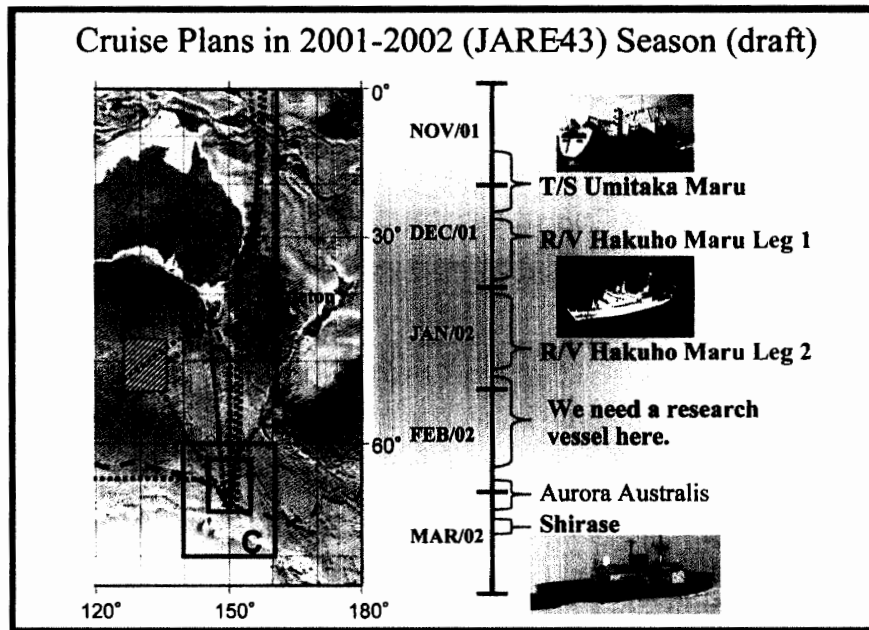 Cruise Plans in 2001-2002 (JARE43) Season (draft)
0°
30°
60°
120°
150°
180°
C
NOV/01
T/S Umitaka Maru
DEC/01
R/V Hakuho Maru Leg 1
JAN/02
R/V Hakuho Maru Leg 2
FEB/02
We need a research
vessel here.
Aurora Australis
MAR/02
Shirase